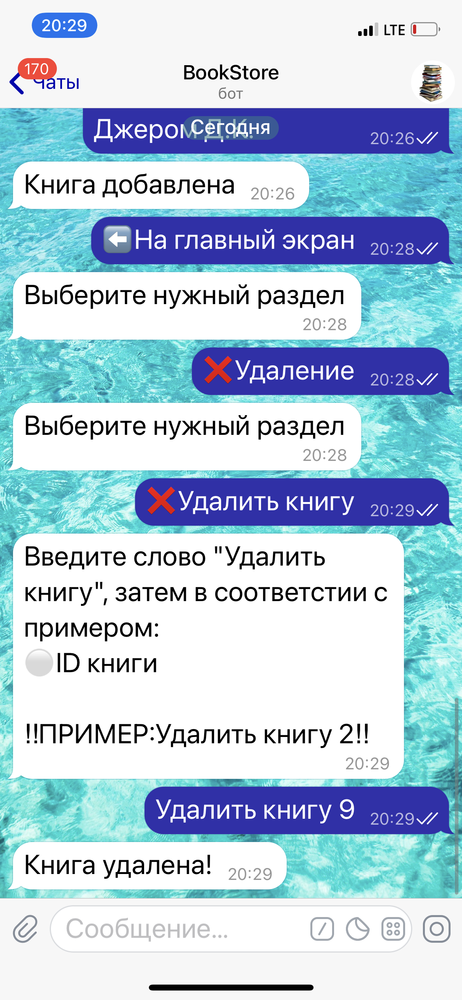 20:29
LTE
170
Чаты
BookStore
бот
Джером Д.К. 20:26
Сегодня
Книга добавлена 20:26
На главный экран 20:28
Выберите нужный раздел
20:28
Удаление 20:28
Выберите нужный раздел
20:28
Удалить книгу 20:29
Введите слово "Удалить
книгу", затем в соответстии с
примером:
ID книги
!!ПРИМЕР:Удалить книгу 2!!
20:29
Удалить книгу 9 20:29
Книга удалена! 20:29
Сообщение...